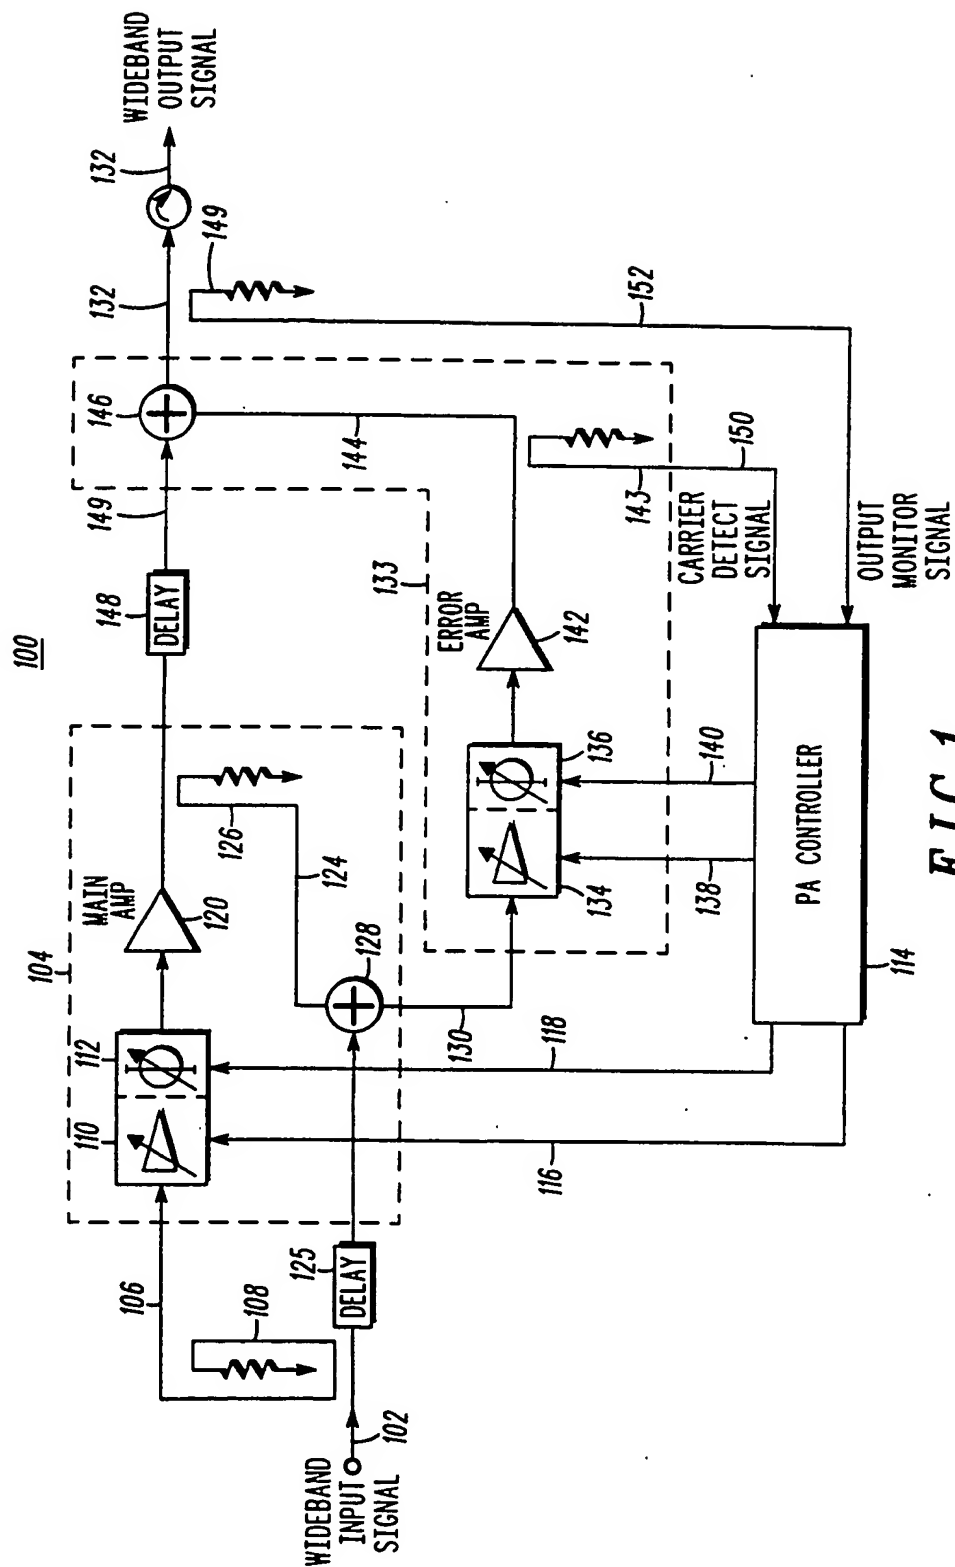 100
104
106
110
112
MAIN
AMP
120
148
DELAY
149
146
132
132
WIDEBAND
OUTPUT
SIGNAL
149
108
126
124
125
DELAY
128
WIDEBAND
INPUT
SIGNAL
102
130
133
144
ERROR
AMP
142
134
136
143
150
152
118
116
138
140
CARRIER
DETECT
SIGNAL
PA CONTROLLER
OUTPUT
MONITOR
SIGNAL
114
FIG.1